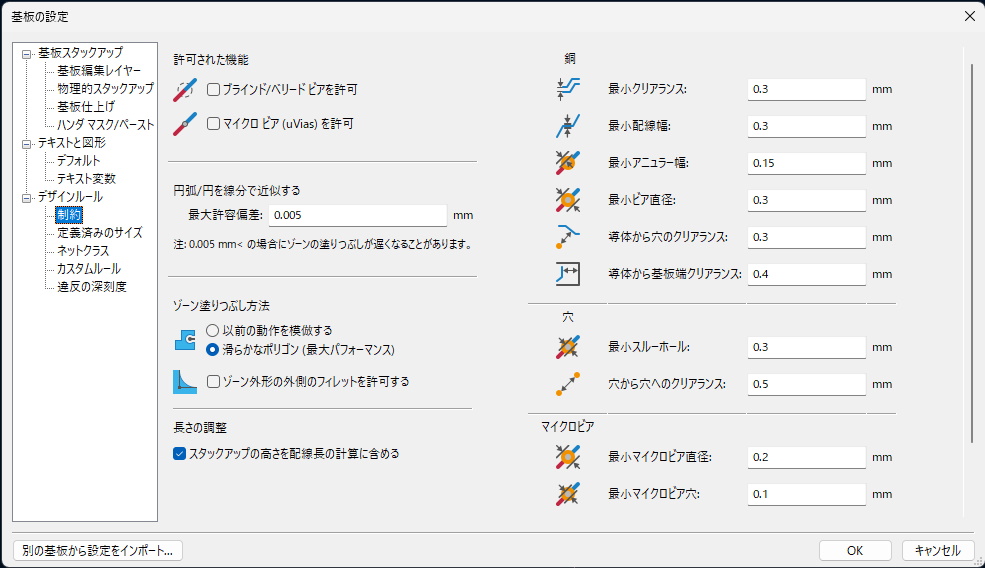 基板の設定
基板スタックアップ
基板編集レイヤー
物理的スタックアップ
基板仕上げ
ハンダ マスク/ペースト
テキストと図形
デフォルト
テキスト変数
デザインルール
制約
定義済みのサイズ
ネットクラス
カスタムルール
違反の深刻度
許可された機能
ブラインド/ベリード ビアを許可
マイクロ ビア (uVias) を許可
円弧/円を線分で近似する
最大許容偏差: 0.005 mm
注: 0.005 mm< の場合にゾーンの塗りつぶしが遅くなることがあります。
ゾーン塗りつぶし方法
以前の動作を模倣する
滑らかなポリゴン (最大パフォーマンス)
ゾーン外形の外側のフィレットを許可する
長さの調整
スタックアップの高さを配線長の計算に含める
銅
最小クリアランス: 0.3 mm
最小配線幅: 0.3 mm
最小アニュラー幅: 0.15 mm
最小ビア直径: 0.3 mm
導体から穴のクリアランス: 0.3 mm
導体から基板端クリアランス: 0.4 mm
穴
最小スルーホール: 0.3 mm
穴から穴へのクリアランス: 0.5 mm
マイクロビア
最小マイクロビア直径: 0.2 mm
最小マイクロビア穴: 0.1 mm
別の基板から設定をインポート...
OK
キャンセル